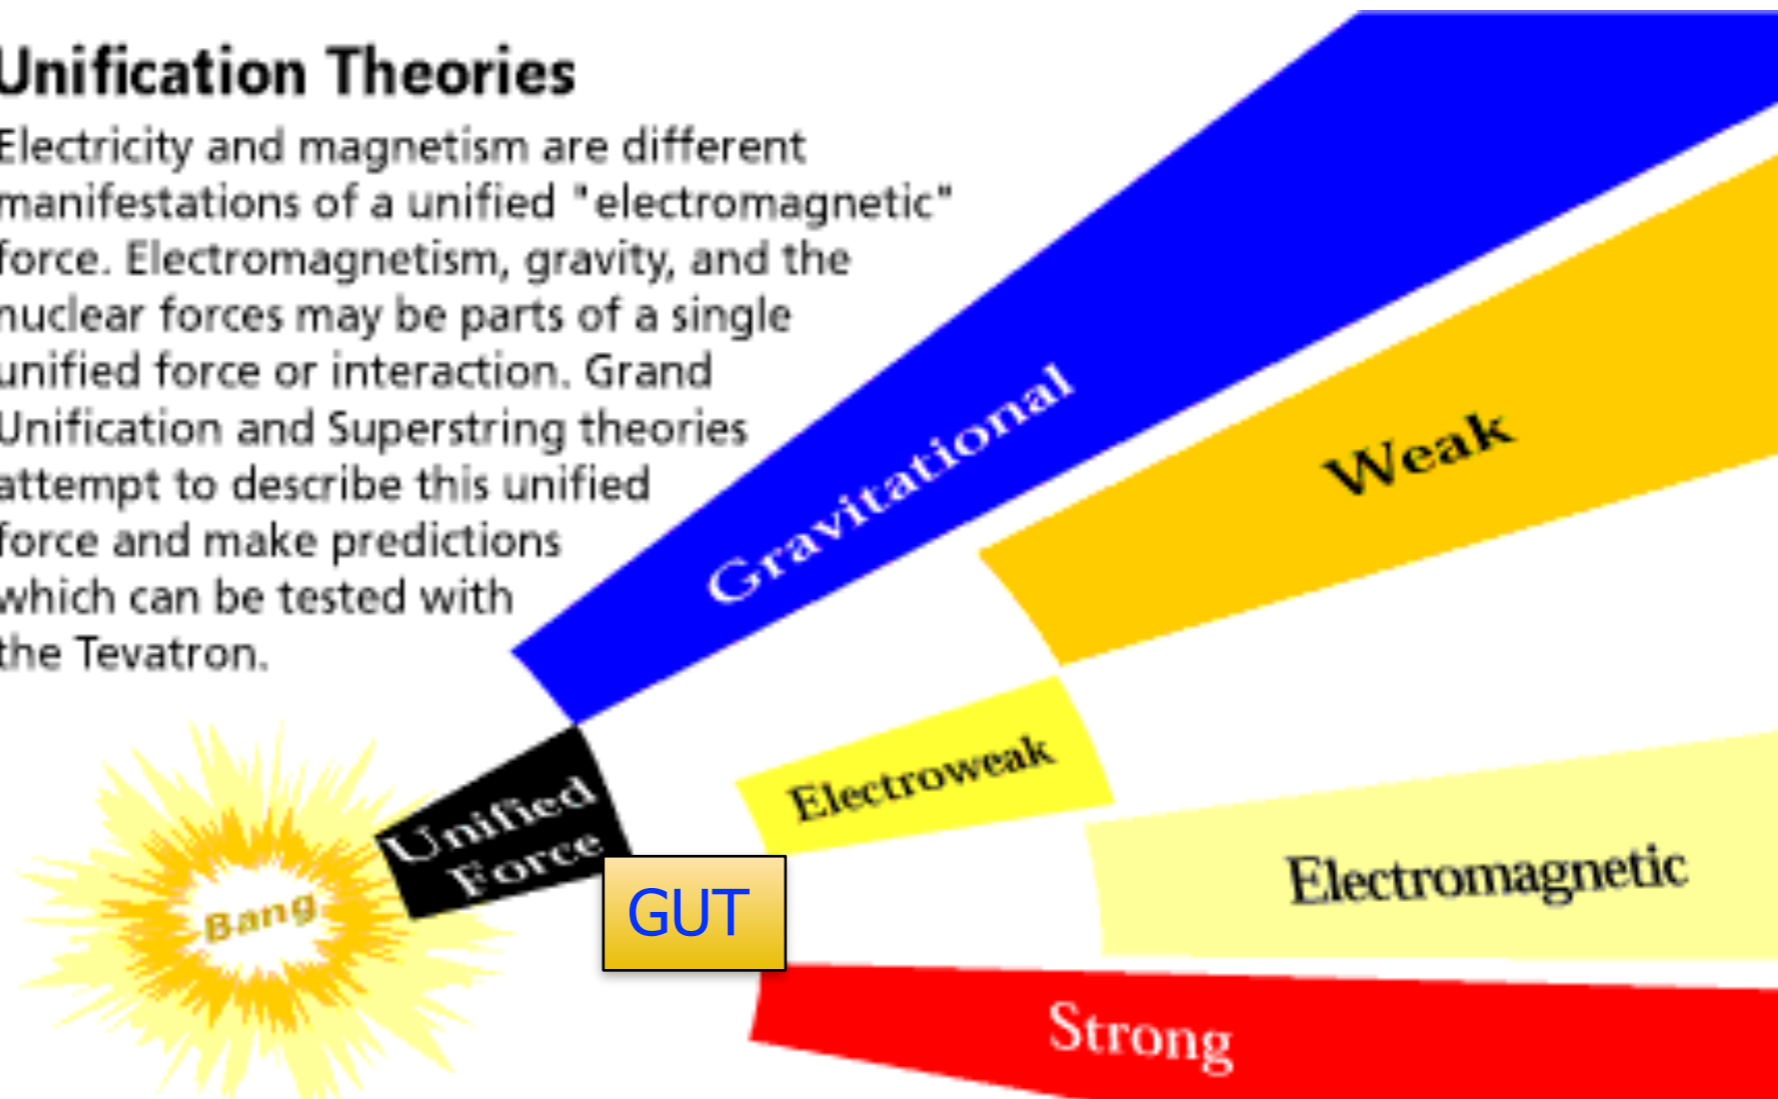 Unification Theories
Electricity and magnetism are different
manifestations of a unified "electromagnetic"
force. Electromagnetism, gravity, and the
nuclear forces may be parts of a single
unified force or interaction. Grand
Unification and Superstring theories
attempt to describe this unified
force and make predictions
which can be tested with
the Tevatron.
Gravitational
Weak
Electroweak
Unified
Force
Electromagnetic
GUT
Bang
Strong